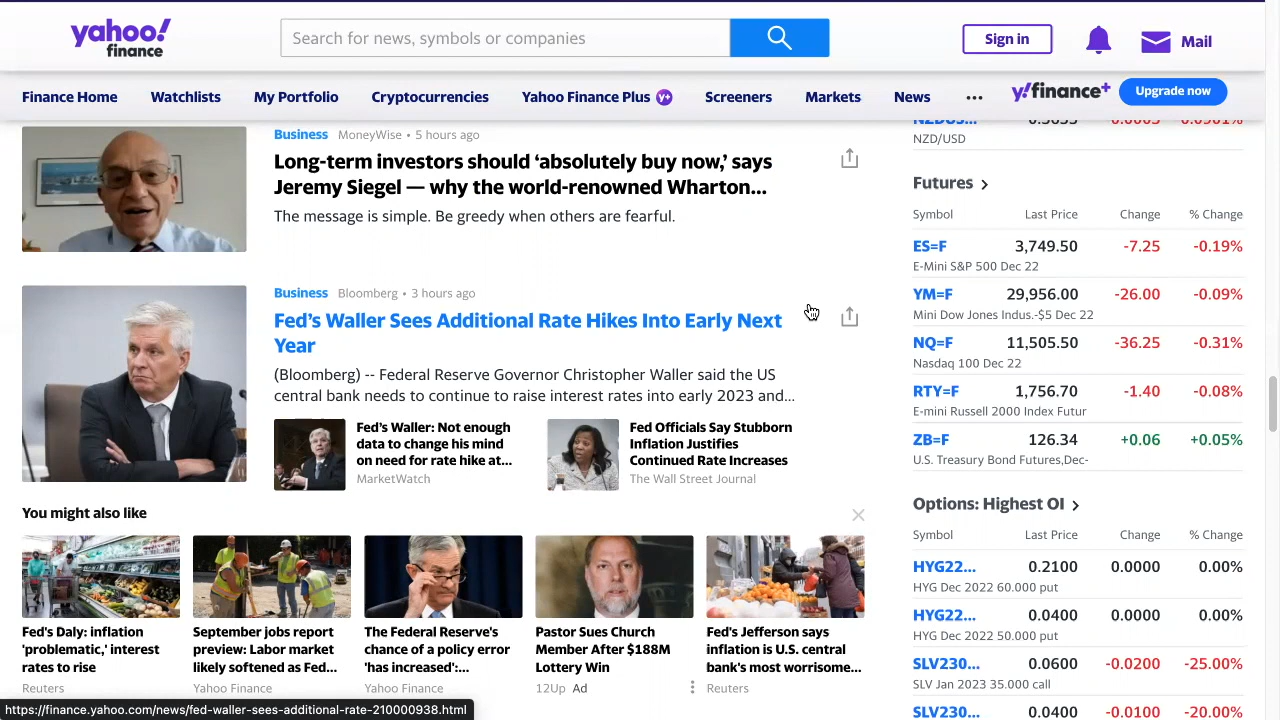 yahoo!
finance
Search for news, symbols or companies
Sign in
Mail
Finance Home
Watchlists
My Portfolio
Cryptocurrencies
Yahoo Finance Plus y+
Screeners
Markets
News
...
y!finance+
Upgrade now
Business MoneyWise • 5 hours ago
Long-term investors should ‘absolutely buy now,’ says
Jeremy Siegel — why the world-renowned Wharton...
The message is simple. Be greedy when others are fearful.
Business Bloomberg • 3 hours ago
Fed’s Waller Sees Additional Rate Hikes Into Early Next
Year
(Bloomberg) -- Federal Reserve Governor Christopher Waller said the US
central bank needs to continue to raise interest rates into early 2023 and...
Fed’s Waller: Not enough
data to change his mind
on need for rate hike at...
MarketWatch
Fed Officials Say Stubborn
Inflation Justifies
Continued Rate Increases
The Wall Street Journal
You might also like
Fed's Daly: inflation
'problematic,' interest
rates to rise
Reuters
September jobs report
preview: Labor market
likely softened as Fed...
Yahoo Finance
The Federal Reserve's
chance of a policy error
'has increased':...
Yahoo Finance
Pastor Sues Church
Member After $188M
Lottery Win
12Up Ad
Fed's Jefferson says
inflation is U.S. central
bank's most worrisome...
Reuters
NZD/USD
Futures
Symbol Last Price Change % Change
ES=F 3,749.50 -7.25 -0.19%
E-Mini S&P 500 Dec 22
YM=F 29,956.00 -26.00 -0.09%
Mini Dow Jones Indus.-$5 Dec 22
NQ=F 11,505.50 -36.25 -0.31%
Nasdaq 100 Dec 22
RTY=F 1,756.70 -1.40 -0.08%
E-mini Russell 2000 Index Futur
ZB=F 126.34 +0.06 +0.05%
U.S. Treasury Bond Futures,Dec-
Options: Highest OI
Symbol Last Price Change % Change
HYG22... 0.2100 0.0000 0.00%
HYG Dec 2022 60.000 put
HYG22... 0.0400 0.0000 0.00%
HYG Dec 2022 50.000 put
SLV230... 0.0600 -0.0200 -25.00%
SLV Jan 2023 35.000 call
SLV230... 0.0400 -0.0100 -20.00%
https://finance.yahoo.com/news/fed-waller-sees-additional-rate-210000938.html